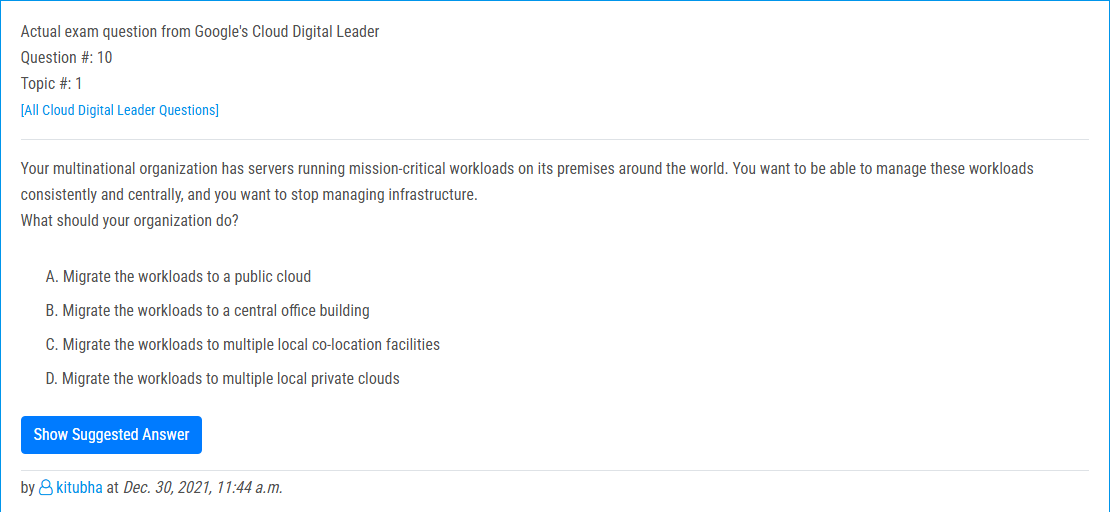 Actual exam question from Google's Cloud Digital Leader
Question #: 10
Topic #: 1
[All Cloud Digital Leader Questions]
Your multinational organization has servers running mission-critical workloads on its premises around the world. You want to be able to manage these workloads
consistently and centrally, and you want to stop managing infrastructure.
What should your organization do?
A. Migrate the workloads to a public cloud
B. Migrate the workloads to a central office building
C. Migrate the workloads to multiple local co-location facilities
D. Migrate the workloads to multiple local private clouds
Show Suggested Answer
by kitubha at Dec. 30, 2021, 11:44 a.m.